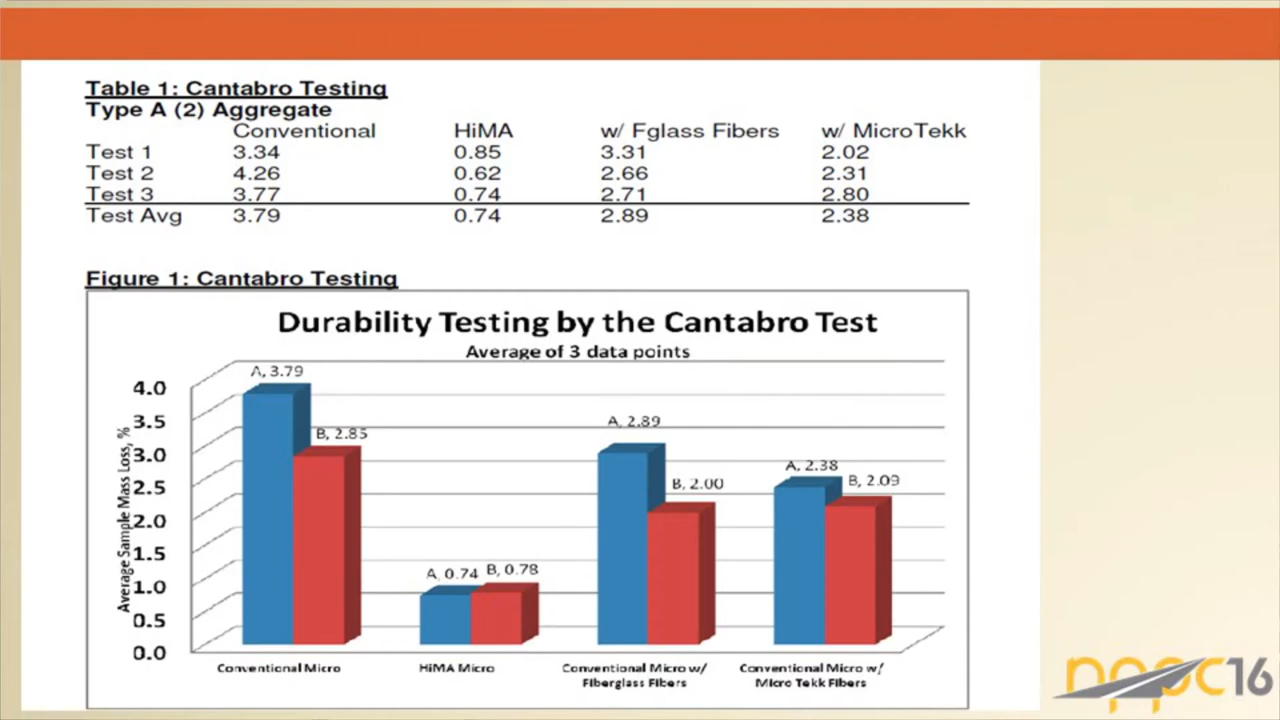 Table 1: Cantabro Testing
Type A (2) Aggregate
Conventional HiMA w/ Fglass Fibers w/ MicroTekk
Test 1 3.34 0.85 3.31 2.02
Test 2 4.26 0.62 2.66 2.31
Test 3 3.77 0.74 2.71 2.80
Test Avg 3.79 0.74 2.89 2.38
Figure 1: Cantabro Testing
Durability Testing by the Cantabro Test
Average of 3 data points
Average Sample Mass Loss, %
4.0
3.5
3.0
2.5
2.0
1.5
1.0
0.5
0.0
A, 3.79
B, 2.85
A, 0.74
B, 0.78
A, 2.89
B, 2.00
A, 2.38
B, 2.09
Conventional Micro
HiMA Micro
Conventional Micro w/
Fiberglass Fibers
Conventional Micro w/
Micro Tekk Fibers
nppc16